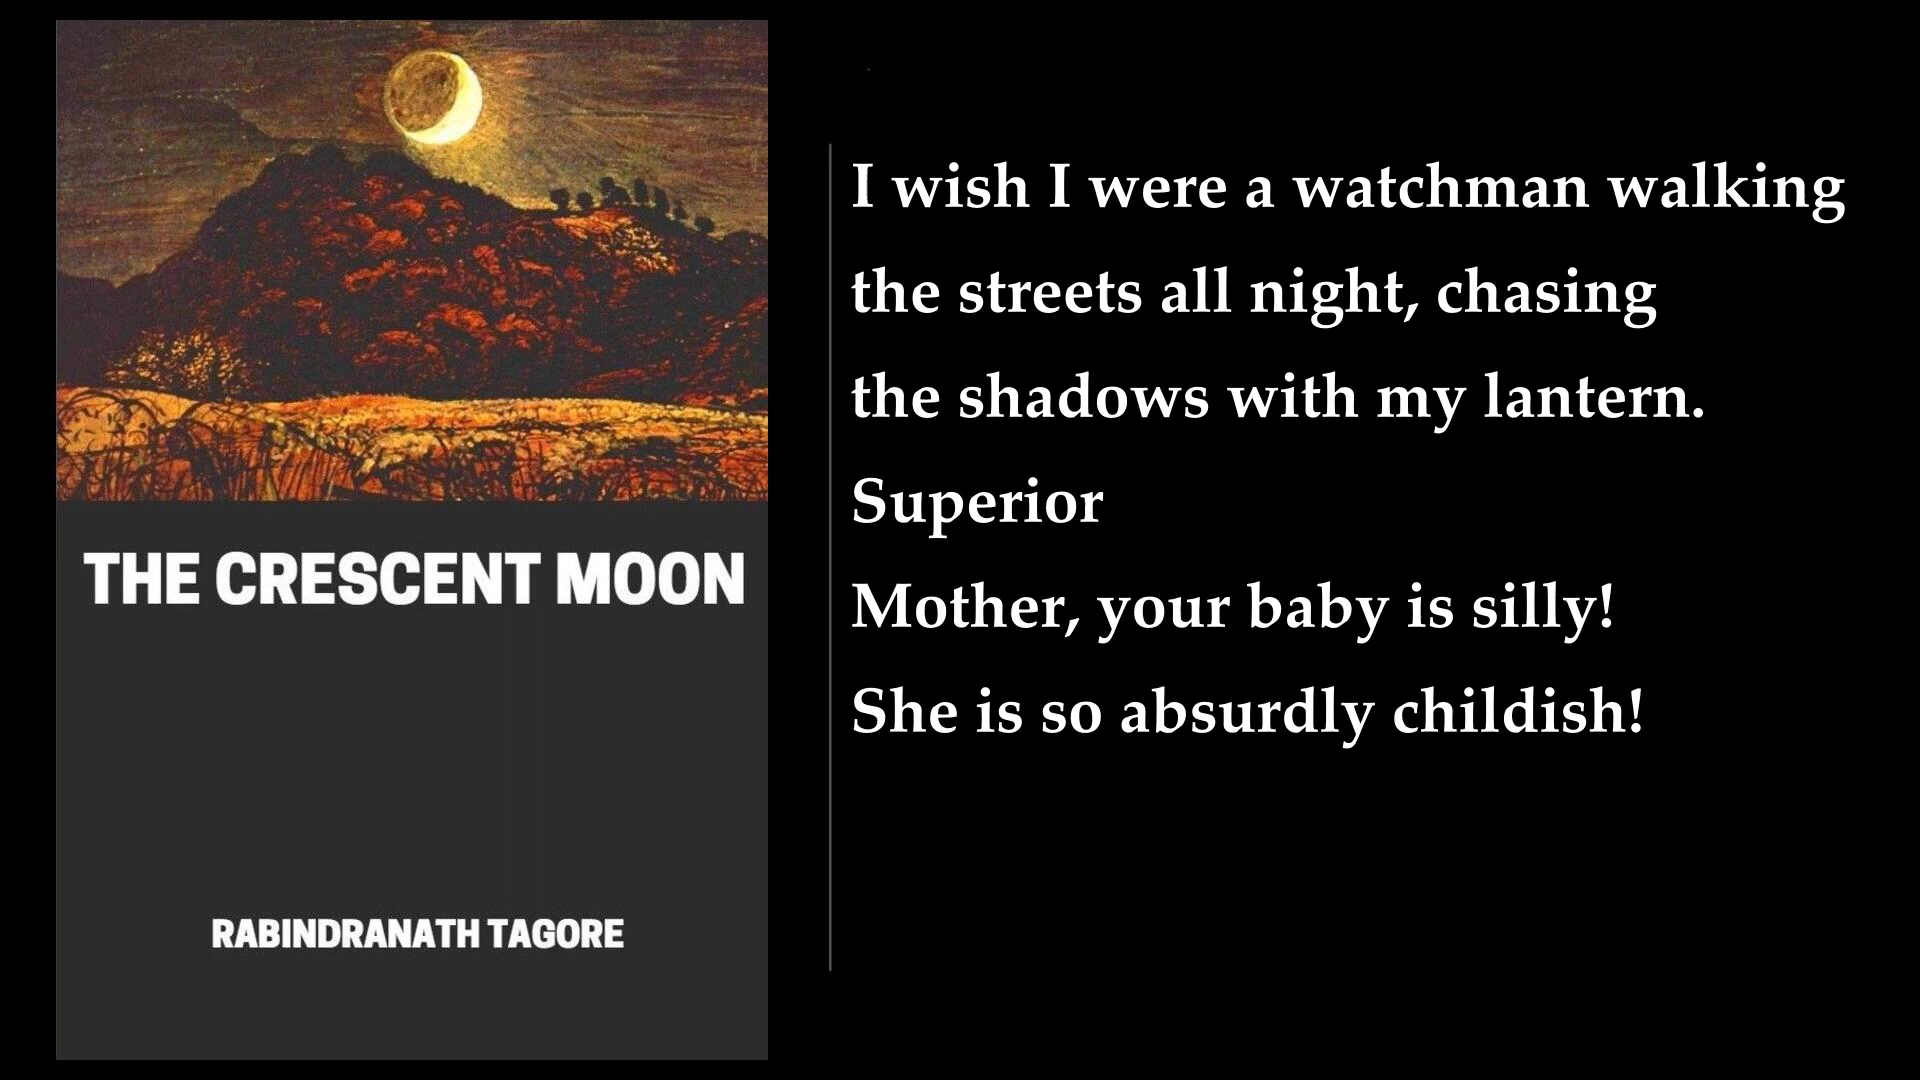 THE CRESCENT MOON
RABINDRANATH TAGORE
I wish I were a watchman walking
the streets all night, chasing
the shadows with my lantern.
Superior
Mother, your baby is silly!
She is so absurdly childish!